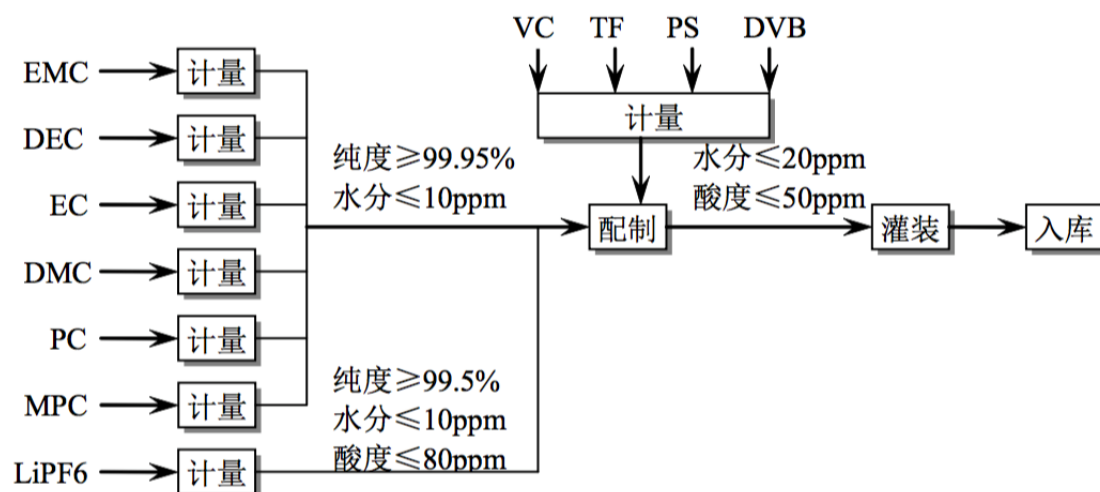 VC TF PS DVB
EMC 计量
计量
DEC 计量
纯度≥99.95%
水分≤10ppm
水分≤20ppm
酸度≤50ppm
EC 计量
配制 灌装 入库
DMC 计量
PC 计量
纯度≥99.5%
水分≤10ppm
酸度≤80ppm
MPC 计量
LiPF6 计量